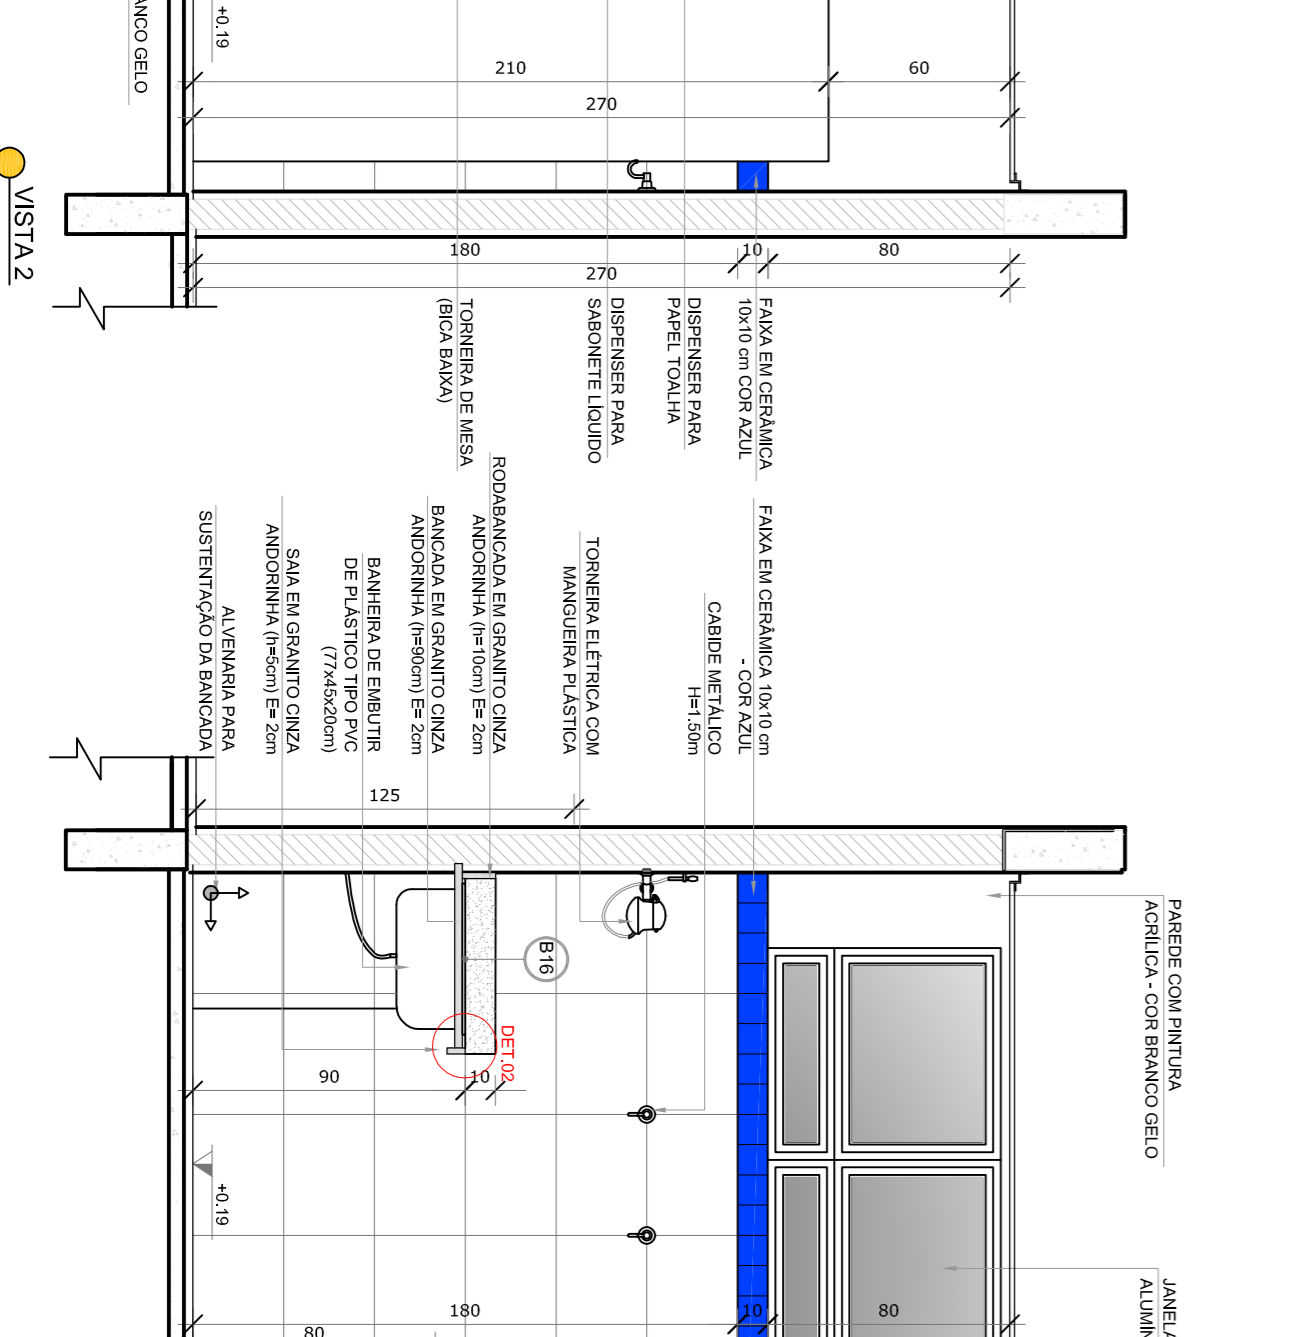 ANCO GELO
+0.19
210
60
270
VISTA 2
180
10
80
270
FAIXA EM CERÂMICA
10x10 cm COR AZUL
DISPENSER PARA
PAPEL TOALHA
DISPENSER PARA
SABONETE LÍQUIDO
TORNEIRA DE MESA
(BICA BAIXA)
FAIXA EM CERÂMICA 10x10 cm
- COR AZUL
CABIDE METÁLICO
H=1.50m
TORNEIRA ELÉTRICA COM
MANGUEIRA PLÁSTICA
RODABANCADA EM GRANITO CINZA
ANDORINHA (h=10cm) E= 2cm
BANCADA EM GRANITO CINZA
ANDORINHA (h=90cm) E= 2cm
BANHEIRA DE EMBUTIR
DE PLÁSTICO TIPO PVC
(77x45x20cm)
SAIA EM GRANITO CINZA
ANDORINHA (h=5cm) E= 2cm
ALVENARIA PARA
SUSTENTAÇÃO DA BANCADA
125
PAREDE COM PINTURA
ACRÍLICA - COR BRANCO GELO
B16
DET.02
90
10
+0.19
JANELA
ALUMÍN
180
10
80
80